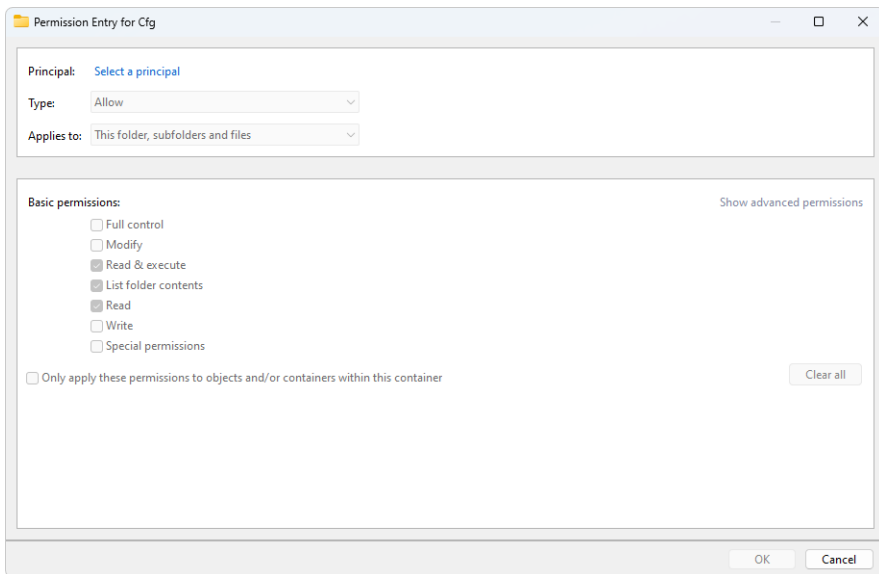 Permission Entry for Cfg
Principal: Select a principal
Type: Allow
Applies to: This folder, subfolders and files
Basic permissions: Show advanced permissions
Full control
Modify
Read & execute
List folder contents
Read
Write
Special permissions
Only apply these permissions to objects and/or containers within this container Clear all
OK Cancel